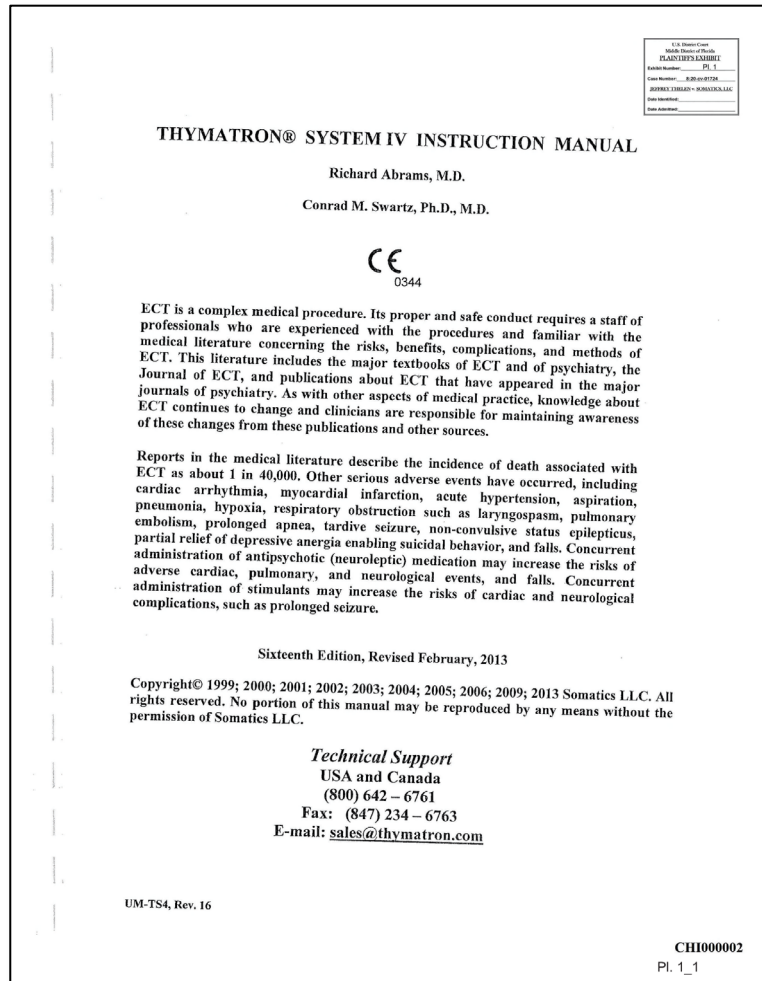 U.S. District Court
Middle District of Florida
PLAINTIFF'S EXHIBIT
Exhibit Number: Pl. 1
Case Number: 8:20-cv-01724
JEFFREY THELEN v. SOMATICS, LLC
Date Identified:
Date Admitted:
THYMATRON® SYSTEM IV INSTRUCTION MANUAL
Richard Abrams, M.D.
Conrad M. Swartz, Ph.D., M.D.
CE
0344
ECT is a complex medical procedure. Its proper and safe conduct requires a staff of
professionals who are experienced with the procedures and familiar with the
medical literature concerning the risks, benefits, complications, and methods of
ECT. This literature includes the major textbooks of ECT and of psychiatry, the
Journal of ECT, and publications about ECT that have appeared in the major
journals of psychiatry. As with other aspects of medical practice, knowledge about
ECT continues to change and clinicians are responsible for maintaining awareness
of these changes from these publications and other sources.
Reports in the medical literature describe the incidence of death associated with
ECT as about 1 in 40,000. Other serious adverse events have occurred, including
cardiac arrhythmia, myocardial infarction, acute hypertension, aspiration,
pneumonia, hypoxia, respiratory obstruction such as laryngospasm, pulmonary
embolism, prolonged apnea, tardive seizure, non-convulsive status epilepticus,
partial relief of depressive anergia enabling suicidal behavior, and falls. Concurrent
administration of antipsychotic (neuroleptic) medication may increase the risks of
adverse cardiac, pulmonary, and neurological events, and falls. Concurrent
administration of stimulants may increase the risks of cardiac and neurological
complications, such as prolonged seizure.
Sixteenth Edition, Revised February, 2013
Copyright© 1999; 2000; 2001; 2002; 2003; 2004; 2005; 2006; 2009; 2013 Somatics LLC. All
rights reserved. No portion of this manual may be reproduced by any means without the
permission of Somatics LLC.
Technical Support
USA and Canada
(800) 642 – 6761
Fax: (847) 234 – 6763
E-mail: sales@thymatron.com
UM-TS4, Rev. 16
CHI000002
Pl. 1_1